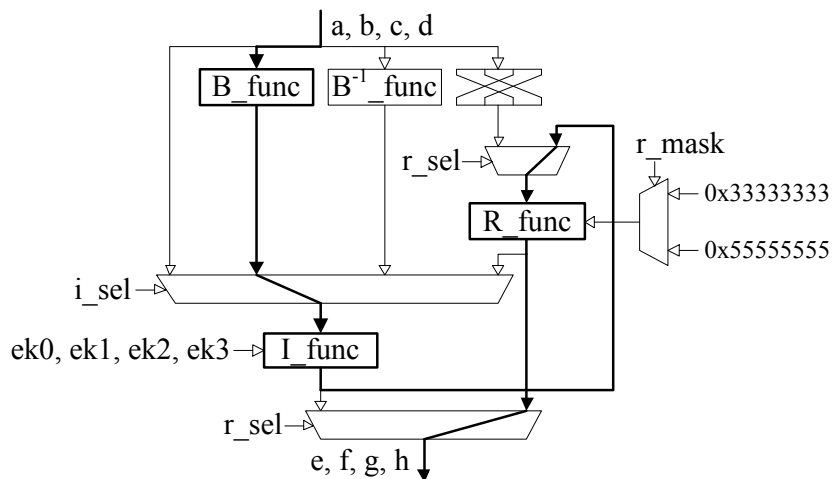 a, b, c, d
B_func
B-1_func
r_sel
r_mask
0x33333333
R_func
0x55555555
i_sel
ek0, ek1, ek2, ek3
I_func
r_sel
e, f, g, h